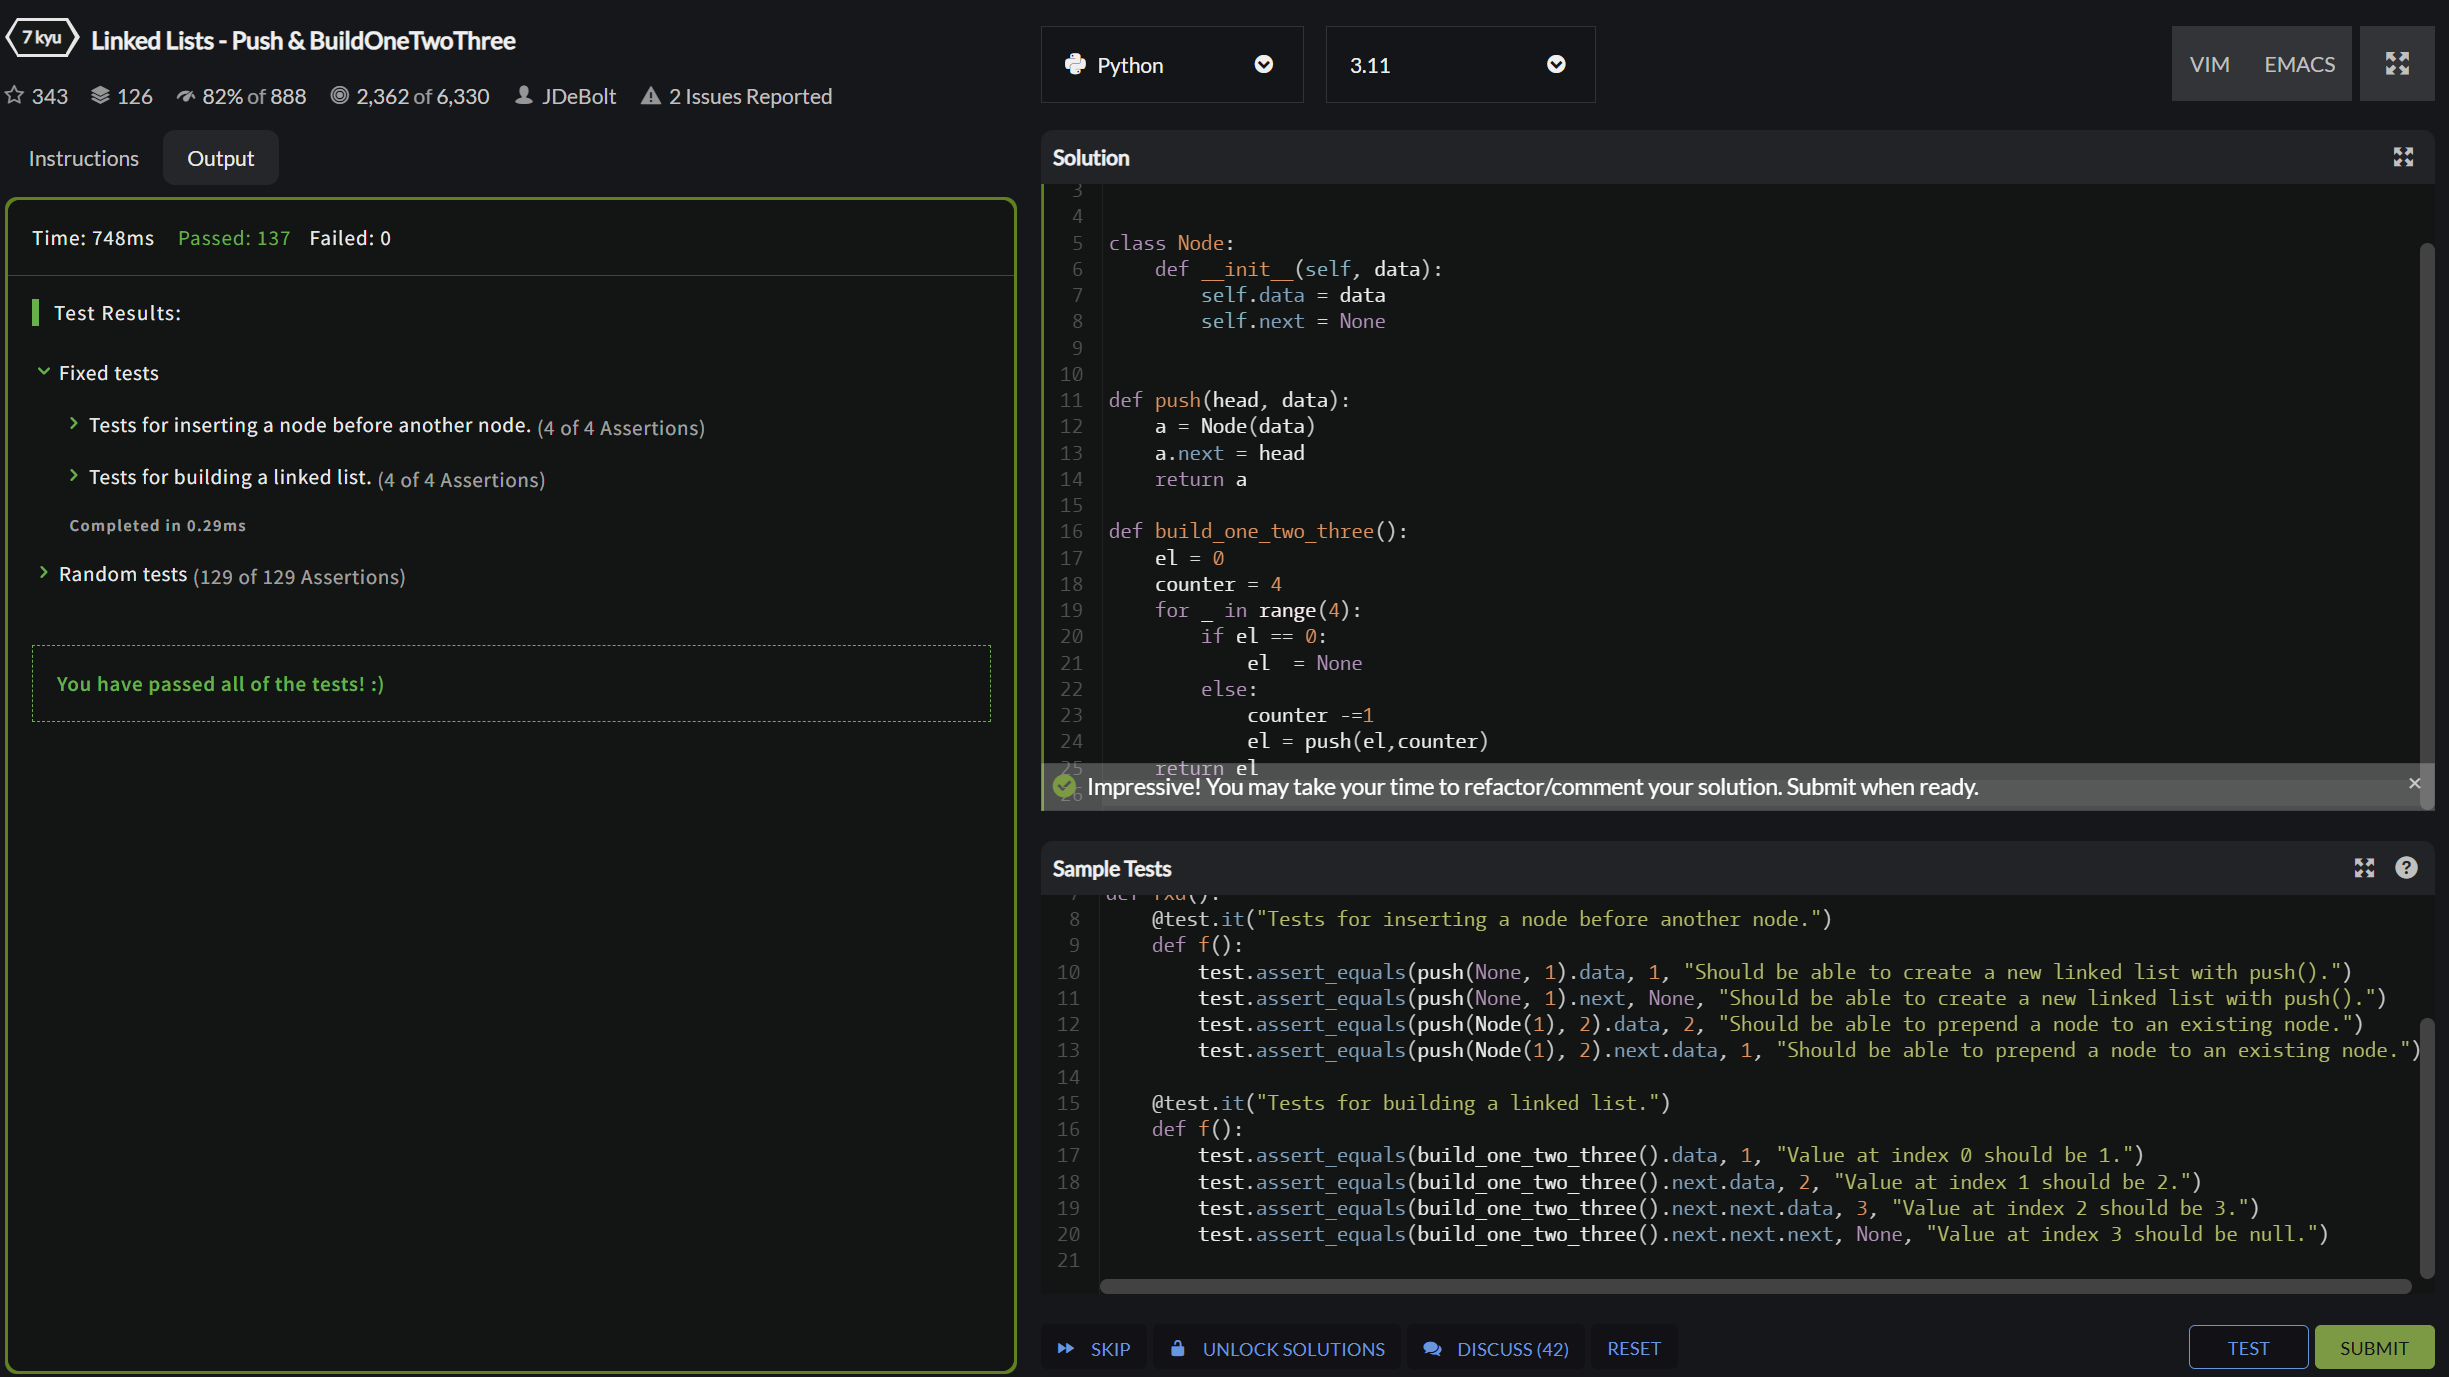 7 kyu Linked Lists - Push & BuildOneTwoThree
343 126 82% of 888 2,362 of 6,330 JDeBolt 2 Issues Reported
Instructions Output
Time: 748ms Passed: 137 Failed: 0
Test Results:
Fixed tests
Tests for inserting a node before another node. (4 of 4 Assertions)
Tests for building a linked list. (4 of 4 Assertions)
Completed in 0.29ms
Random tests (129 of 129 Assertions)
You have passed all of the tests! :)
Python 3.11 VIM EMACS
Solution
3
4
5 class Node:
6     def __init__(self, data):
7         self.data = data
8         self.next = None
9
10
11 def push(head, data):
12     a = Node(data)
13     a.next = head
14     return a
15
16 def build_one_two_three():
17     el = 0
18     counter = 4
19     for _ in range(4):
20         if el == 0:
21             el  = None
22         else:
23             counter -=1
24             el = push(el,counter)
25     return el
26
Impressive! You may take your time to refactor/comment your solution. Submit when ready.
Sample Tests
7 def fxd():
8     @test.it("Tests for inserting a node before another node.")
9     def f():
10         test.assert_equals(push(None, 1).data, 1, "Should be able to create a new linked list with push().")
11         test.assert_equals(push(None, 1).next, None, "Should be able to create a new linked list with push().")
12         test.assert_equals(push(Node(1), 2).data, 2, "Should be able to prepend a node to an existing node.")
13         test.assert_equals(push(Node(1), 2).next.data, 1, "Should be able to prepend a node to an existing node.")
14
15     @test.it("Tests for building a linked list.")
16     def f():
17         test.assert_equals(build_one_two_three().data, 1, "Value at index 0 should be 1.")
18         test.assert_equals(build_one_two_three().next.data, 2, "Value at index 1 should be 2.")
19         test.assert_equals(build_one_two_three().next.next.data, 3, "Value at index 2 should be 3.")
20         test.assert_equals(build_one_two_three().next.next.next, None, "Value at index 3 should be null.")
21
SKIP UNLOCK SOLUTIONS DISCUSS (42) RESET TEST SUBMIT